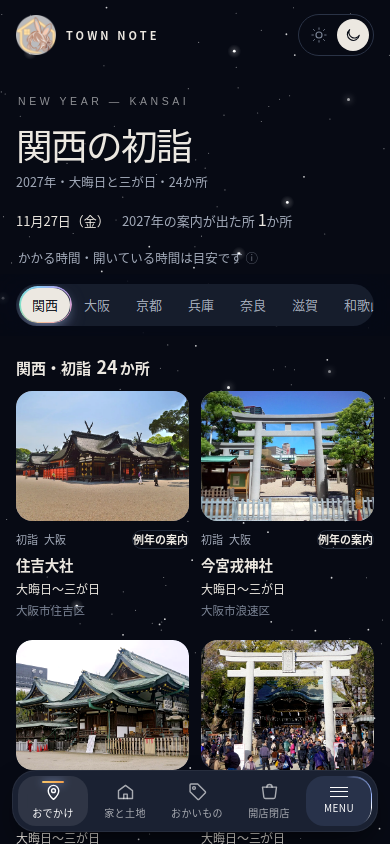 TOWN NOTE
NEW YEAR — KANSAI
関西の初詣
2027年・大晦日と三が日・24か所
11月27日（金） 2027年の案内が出た所 1か所
かかる時間・開いている時間は目安です
関西 大阪 京都 兵庫 奈良 滋賀 和歌
関西・初詣 24か所
初詣 大阪 例年の案内
住吉大社
大晦日〜三が日
大阪市住吉区
初詣 大阪 例年の案内
今宮戎神社
大晦日〜三が日
大阪市浪速区
おでかけ 家と土地 おかいもの 開店閉店 MENU
大晦日〜三が日 大晦日〜三が日